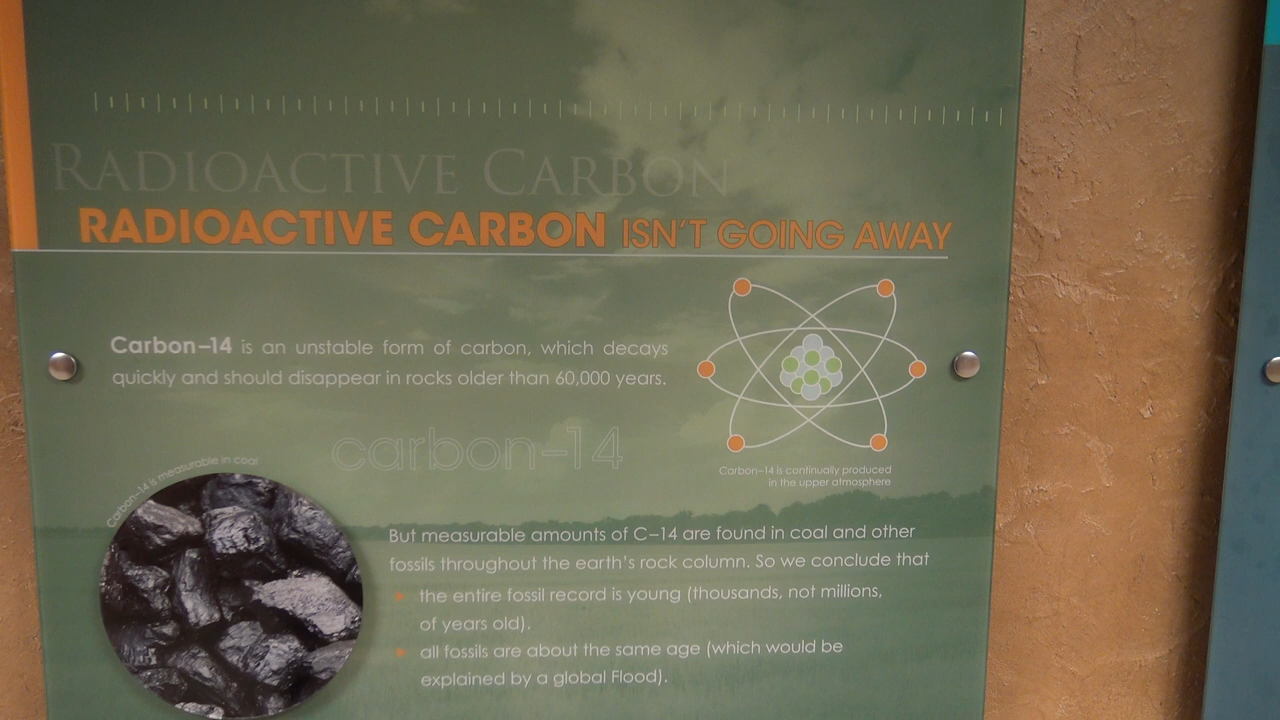 RADIOACTIVE CARBON
RADIOACTIVE CARBON ISN'T GOING AWAY
Carbon–14 is an unstable form of carbon, which decays
quickly and should disappear in rocks older than 60,000 years.
carbon-14
Carbon–14 is continually produced
in the upper atmosphere
Carbon–14 is measurable in coal
But measurable amounts of C–14 are found in coal and other
fossils throughout the earth's rock column. So we conclude that
the entire fossil record is young (thousands, not millions,
of years old).
all fossils are about the same age (which would be
explained by a global Flood).